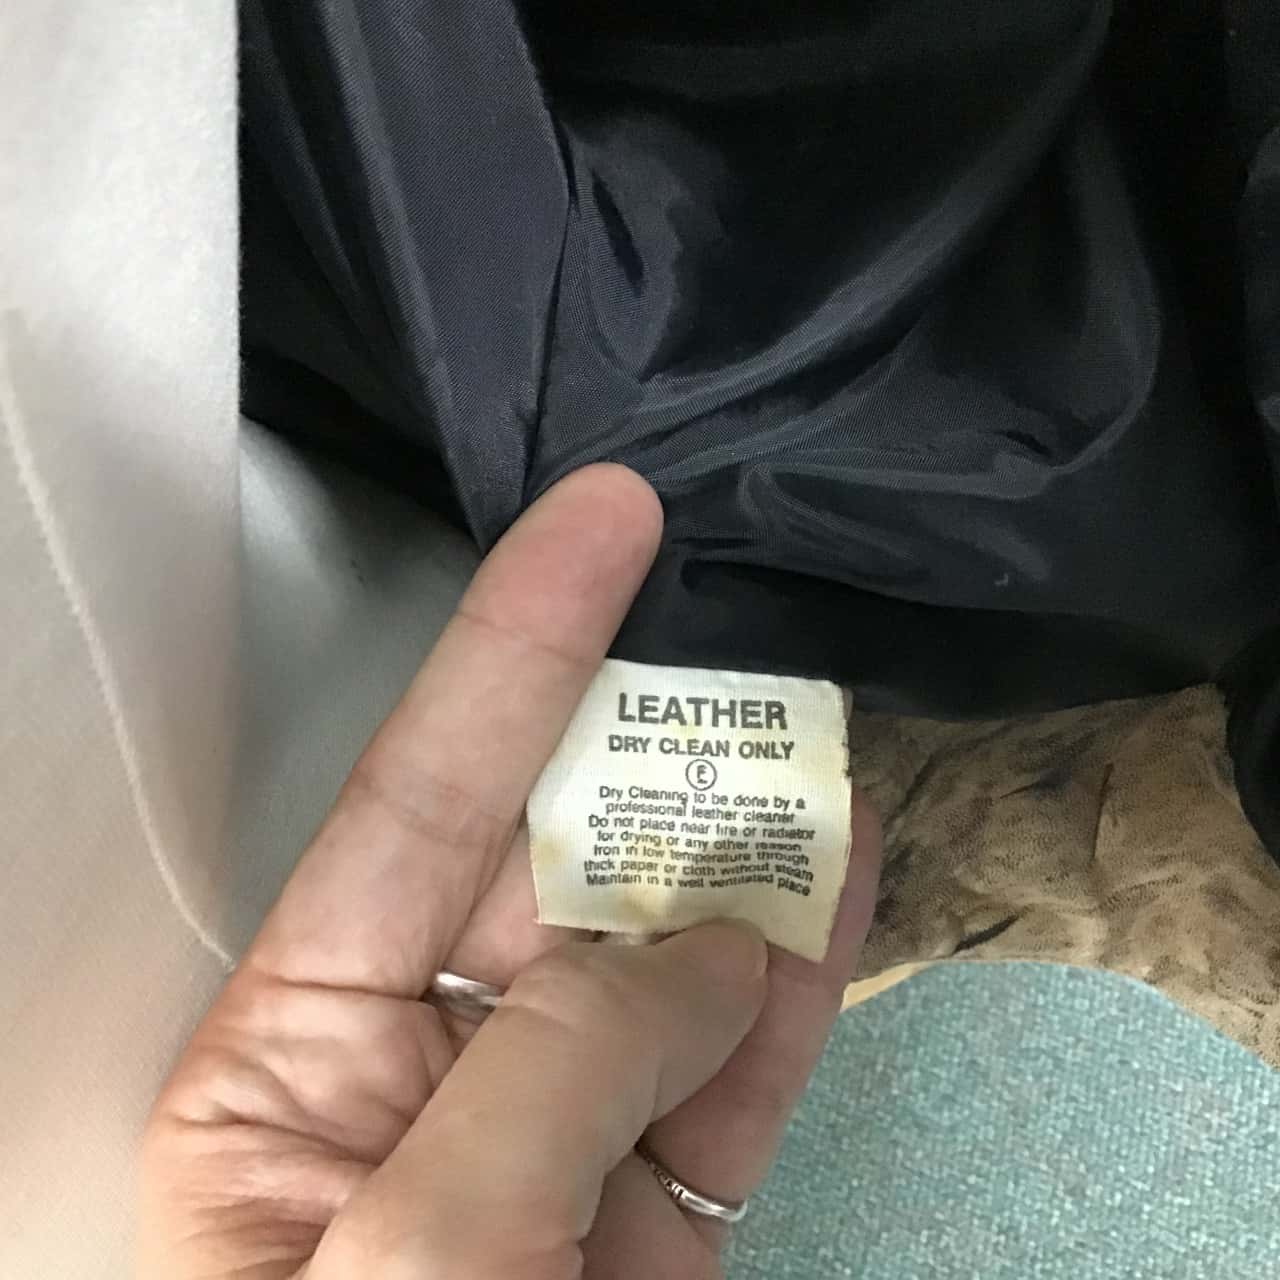 LEATHER
DRY CLEAN ONLY
Dry Cleaning to be done by a
professional leather cleaner
Do not place near fire or radiator
for drying or any other reason
Iron in low temperature through
thick paper or cloth without steam
Maintain in a well ventilated place